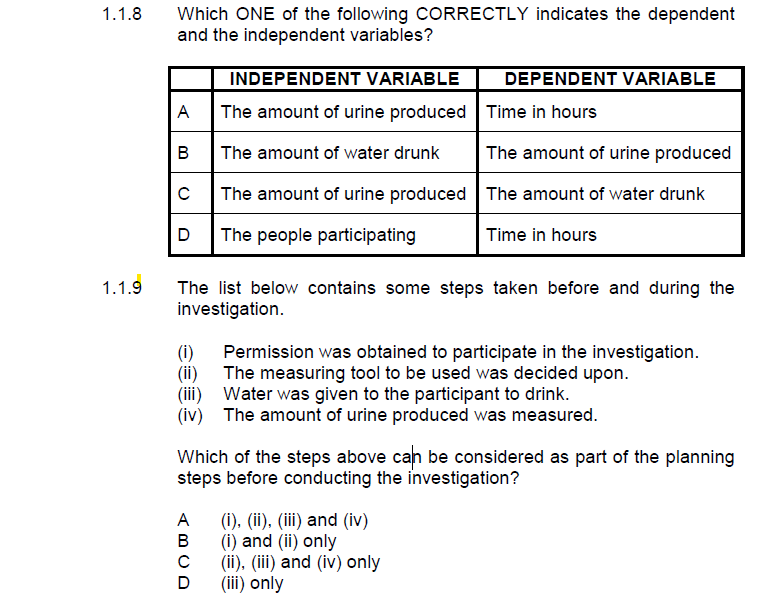 1.1.8 Which ONE of the following CORRECTLY indicates the dependent
and the independent variables?
INDEPENDENT VARIABLE DEPENDENT VARIABLE
A The amount of urine produced Time in hours
B The amount of water drunk The amount of urine produced
C The amount of urine produced The amount of water drunk
D The people participating Time in hours
1.1.9 The list below contains some steps taken before and during the
investigation.
(i) Permission was obtained to participate in the investigation.
(ii) The measuring tool to be used was decided upon.
(iii) Water was given to the participant to drink.
(iv) The amount of urine produced was measured.
Which of the steps above can be considered as part of the planning
steps before conducting the investigation?
A (i), (ii), (iii) and (iv)
B (i) and (ii) only
C (ii), (iii) and (iv) only
D (iii) only